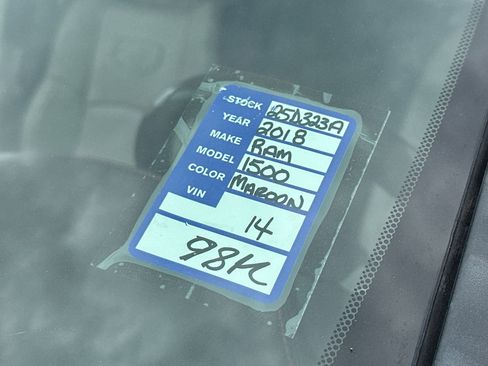 STOCK 25D323A
YEAR 2018
MAKE RAM
MODEL 1500
COLOR MAROON
VIN
14
98K